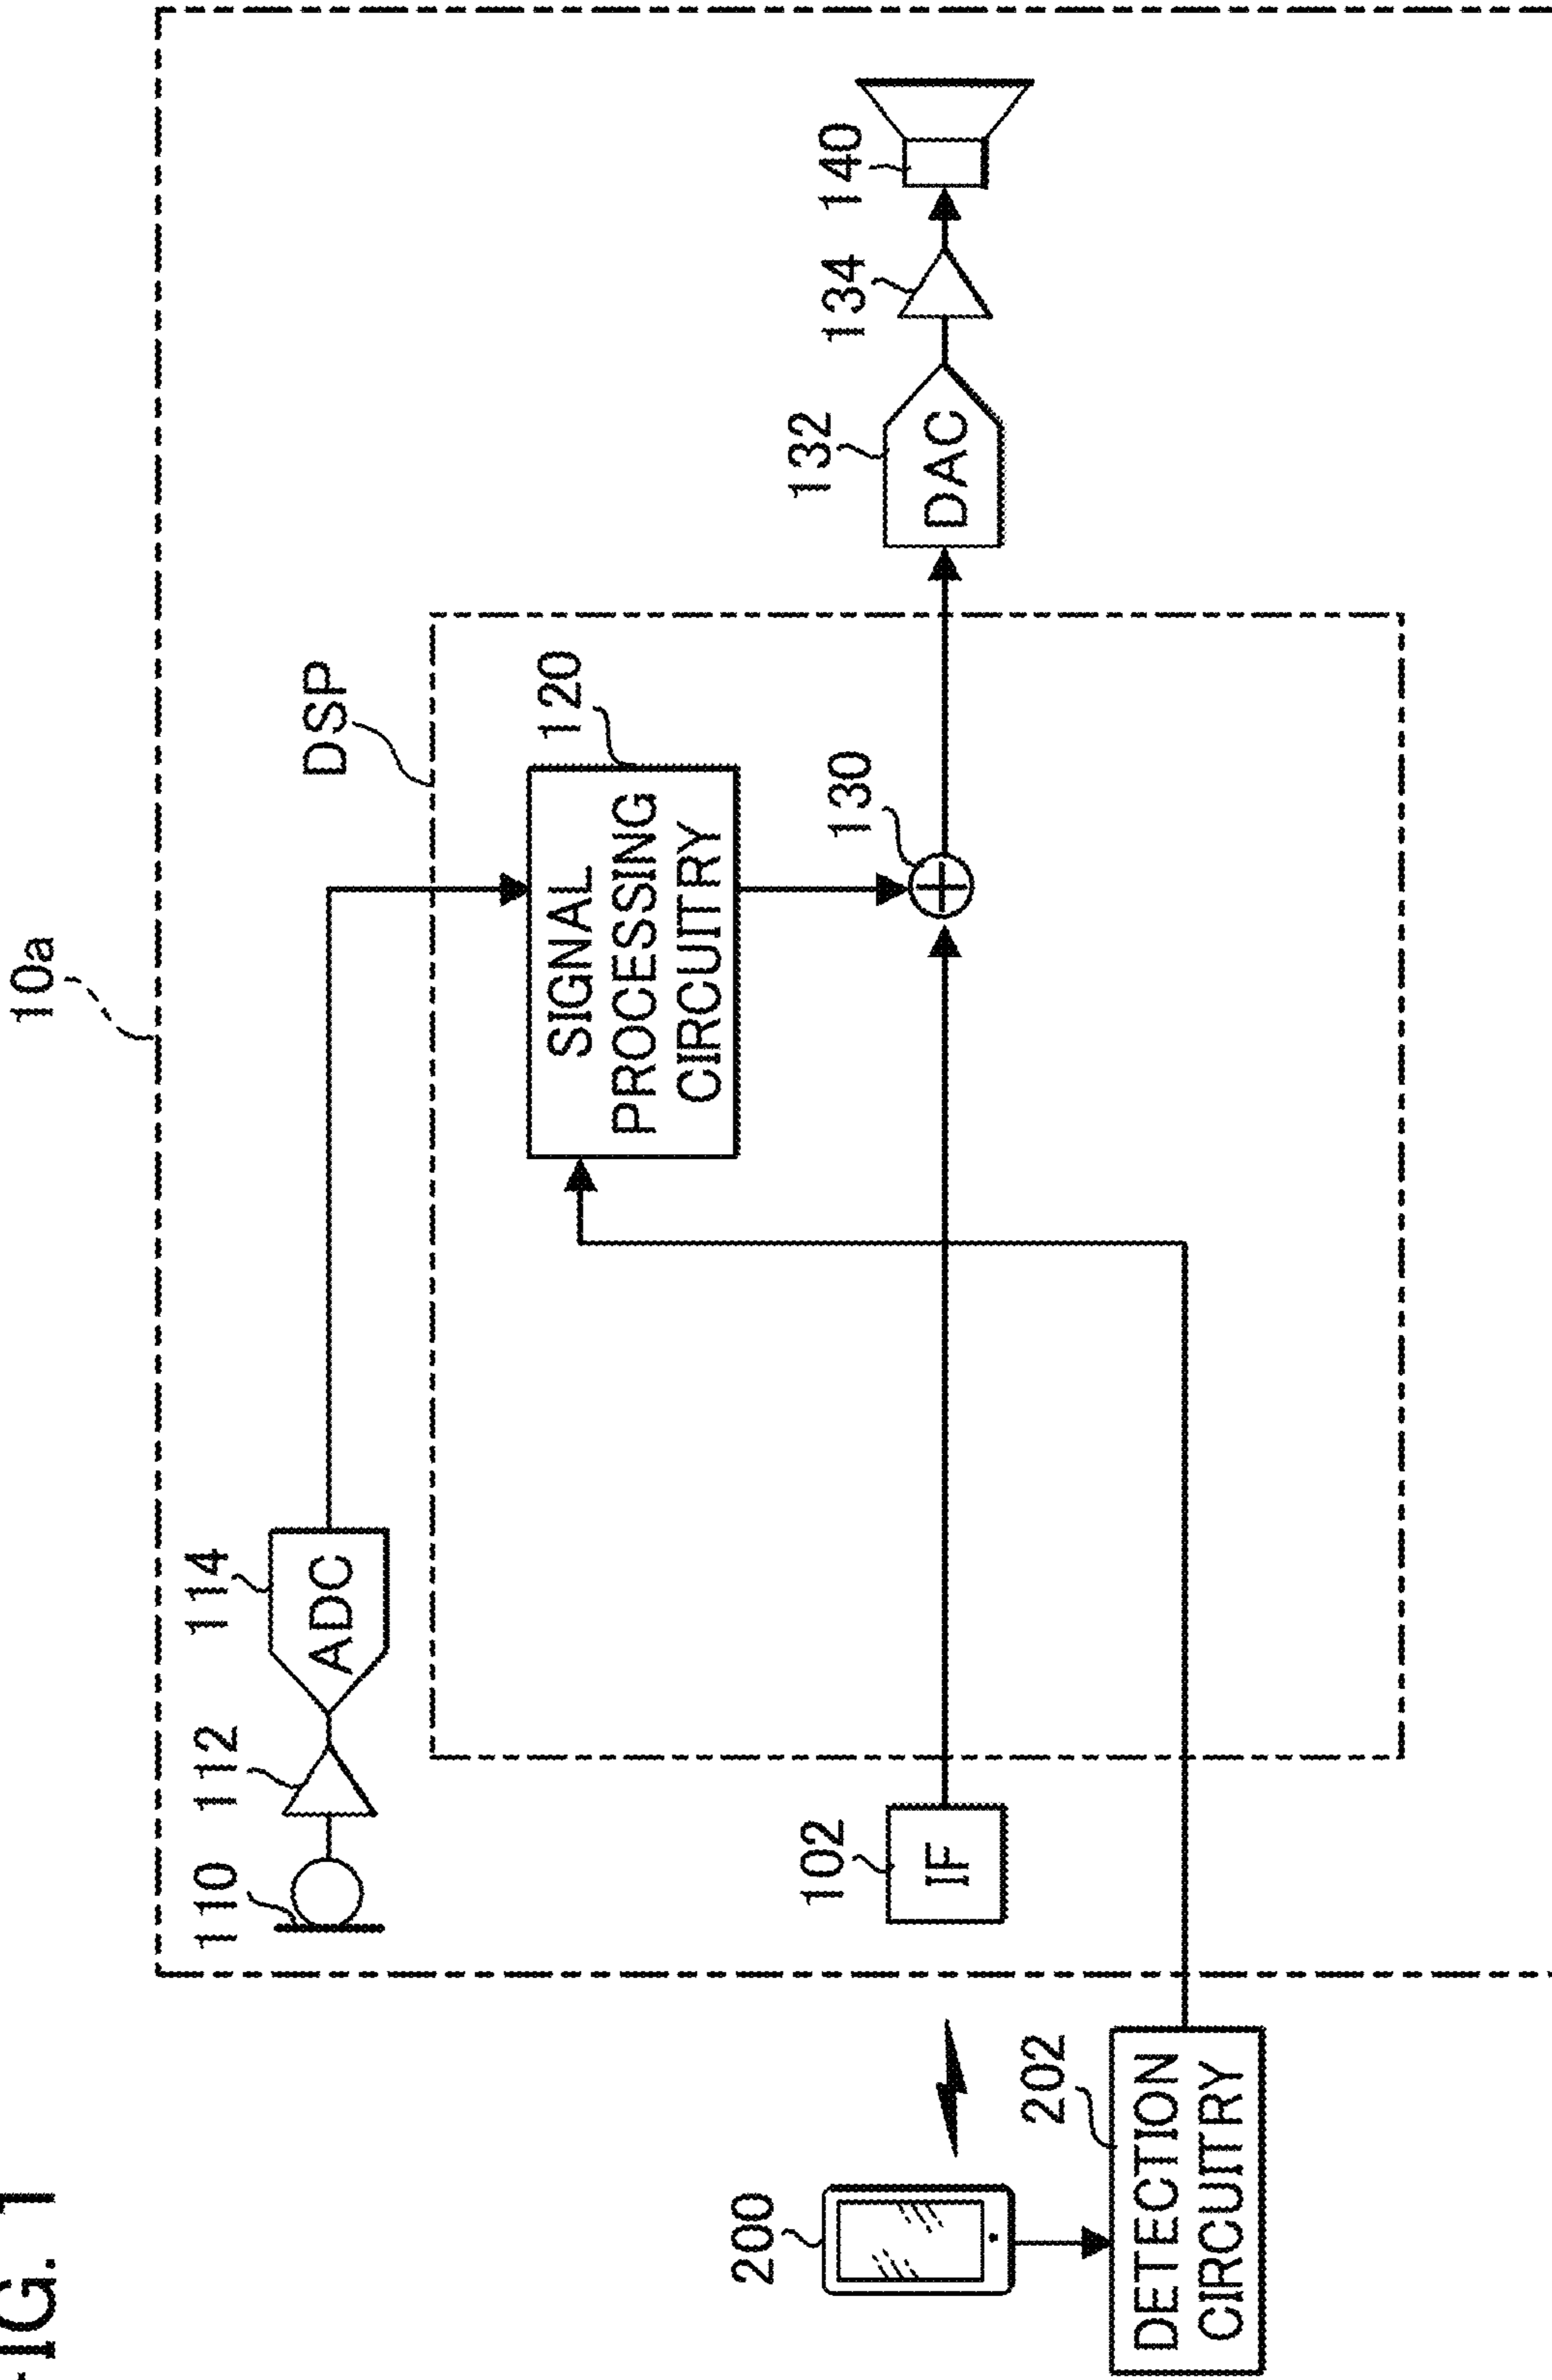 FIG. 1
10a
DSP
110
112
114
ADC
SIGNAL
PROCESSING
CIRCUITRY
120
130
132
DAC
134
140
102
IF
200
202
DETECTION
CIRCUITRY